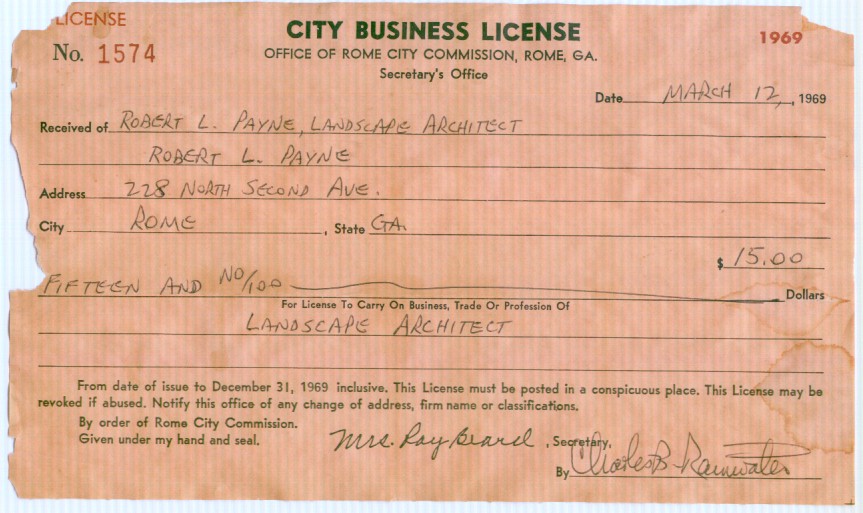 LICENSE
No. 1574
CITY BUSINESS LICENSE
1969
OFFICE OF ROME CITY COMMISSION, ROME, GA.
Secretary's Office
Date MARCH 12, , 1969
Received of ROBERT L. PAYNE, LANDSCAPE ARCHITECT
ROBERT L. PAYNE
Address 228 NORTH SECOND AVE.
City ROME , State GA.
$ 15.00
FIFTEEN AND NO/100 Dollars
For License To Carry On Business, Trade Or Profession Of
LANDSCAPE ARCHITECT
From date of issue to December 31, 1969 inclusive. This License must be posted in a conspicuous place. This License may be
revoked if abused. Notify this office of any change of address, firm name or classifications.
By order of Rome City Commission.
Given under my hand and seal. Mrs. Ray Beard , Secretary,
By Charles B. Rainwater